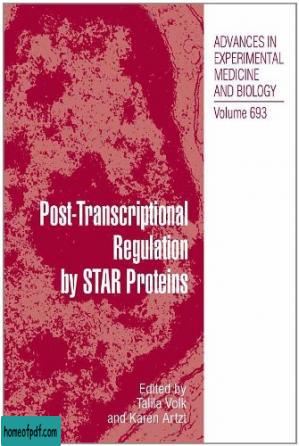 ADVANCES IN
EXPERIMENTAL
MEDICINE
AND BIOLOGY
Volume 693
Post-Transcriptional
Regulation
by STAR Proteins
Edited by
Talila Volk
and Karen Artzt
homeofpdf.com